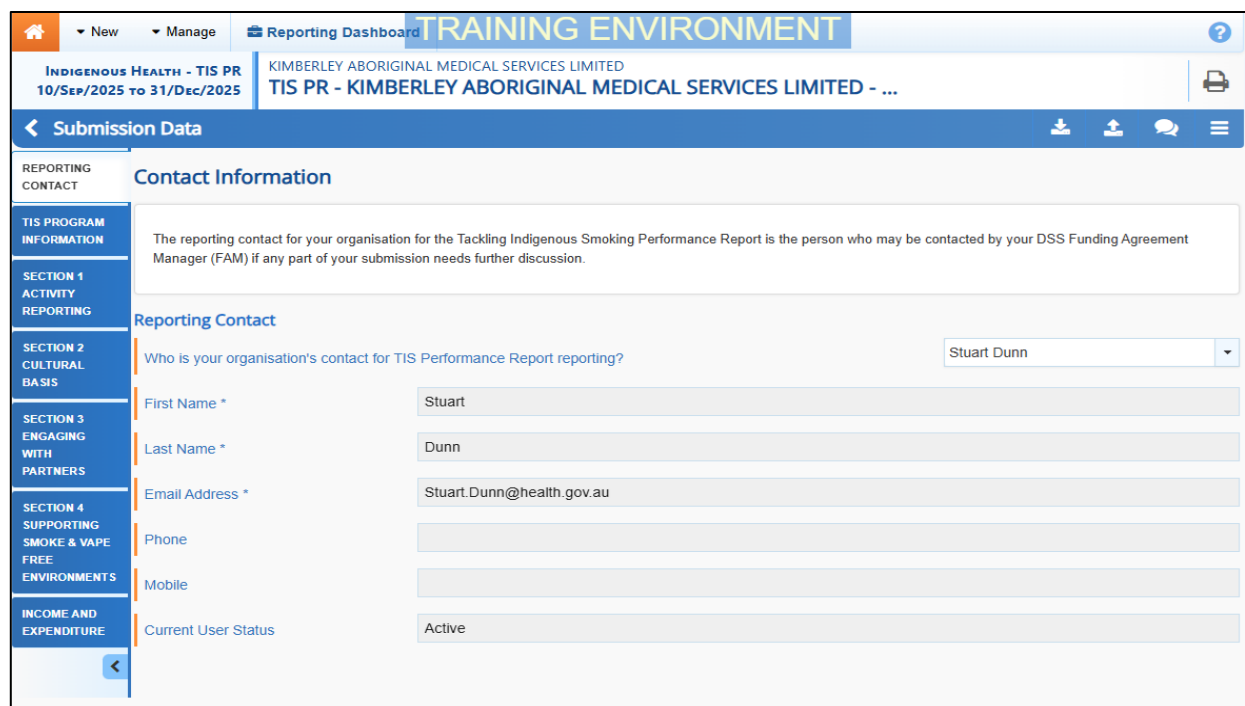 New
Manage
Reporting Dashboard
TRAINING ENVIRONMENT
?
INDIGENOUS HEALTH - TIS PR
10/SEP/2025 TO 31/DEC/2025
KIMBERLEY ABORIGINAL MEDICAL SERVICES LIMITED
TIS PR - KIMBERLEY ABORIGINAL MEDICAL SERVICES LIMITED - ...
Submission Data
REPORTING
CONTACT
TIS PROGRAM
INFORMATION
SECTION 1
ACTIVITY
REPORTING
SECTION 2
CULTURAL
BASIS
SECTION 3
ENGAGING
WITH
PARTNERS
SECTION 4
SUPPORTING
SMOKE & VAPE
FREE
ENVIRONMENTS
INCOME AND
EXPENDITURE
Contact Information
The reporting contact for your organisation for the Tackling Indigenous Smoking Performance Report is the person who may be contacted by your DSS Funding Agreement
Manager (FAM) if any part of your submission needs further discussion.
Reporting Contact
Who is your organisation's contact for TIS Performance Report reporting? Stuart Dunn
First Name * Stuart
Last Name * Dunn
Email Address * Stuart.Dunn@health.gov.au
Phone
Mobile
Current User Status Active